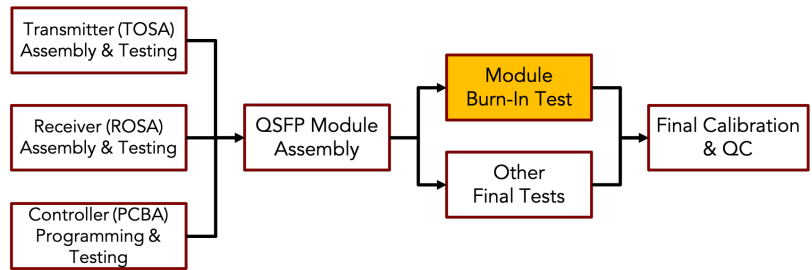 Transmitter (TOSA)
Assembly & Testing
Receiver (ROSA)
Assembly & Testing
Controller (PCBA)
Programming &
Testing
QSFP Module
Assembly
Module
Burn-In Test
Other
Final Tests
Final Calibration
& QC